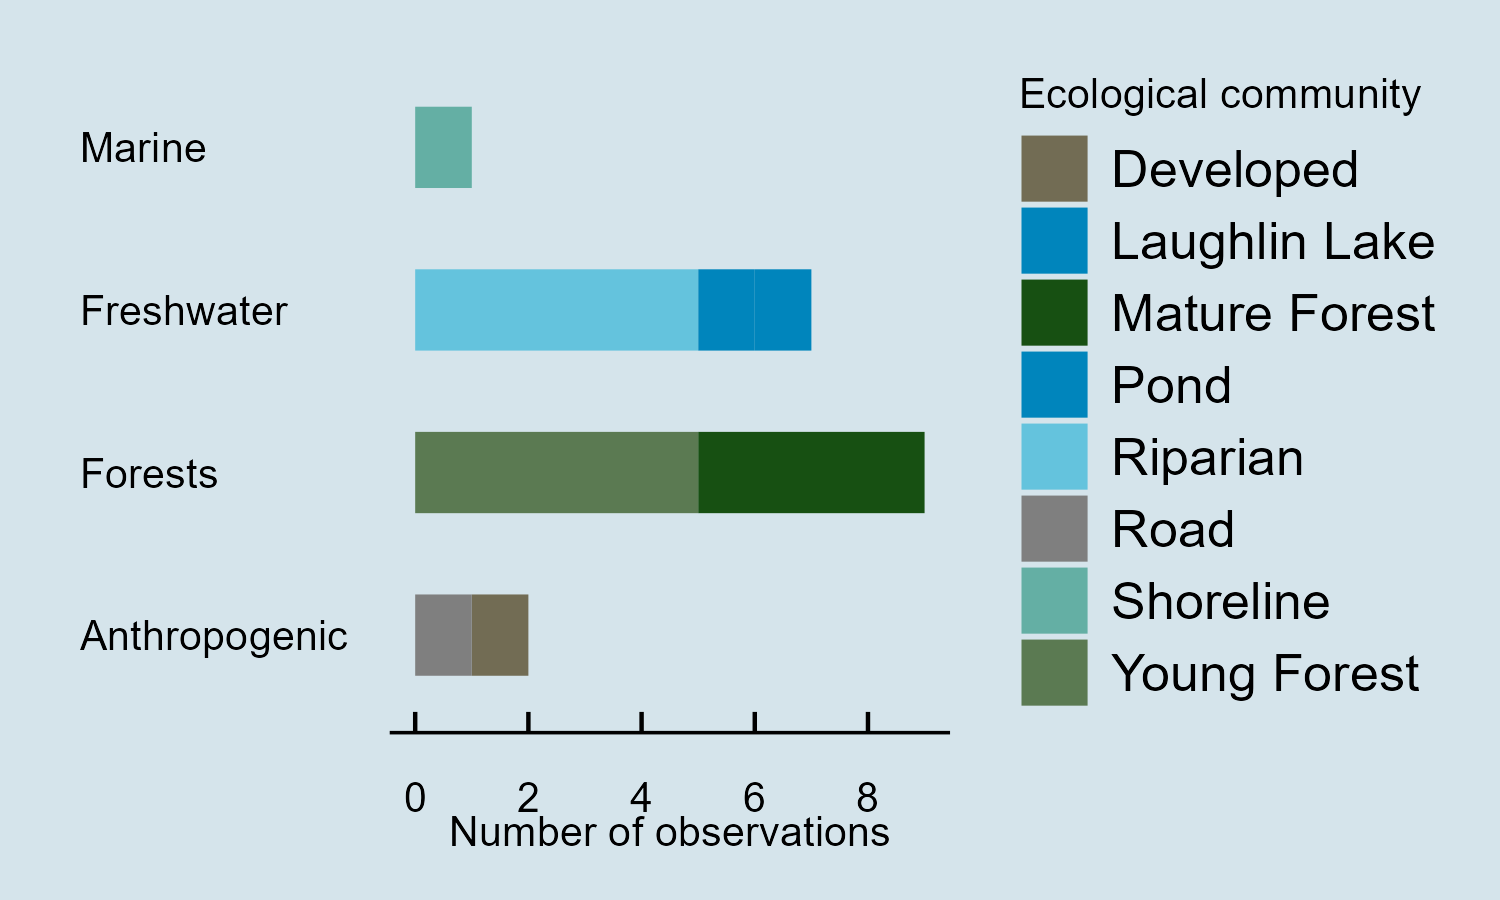 Marine
Freshwater
Forests
Anthropogenic
0 2 4 6 8
Number of observations
Ecological community
Developed
Laughlin Lake
Mature Forest
Pond
Riparian
Road
Shoreline
Young Forest